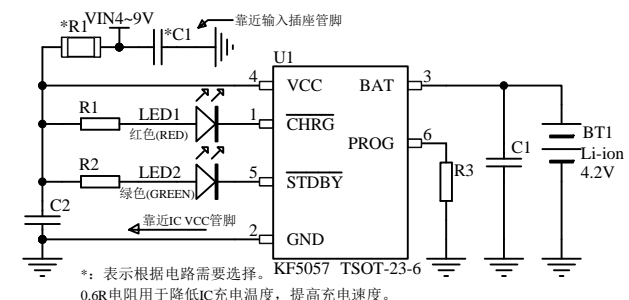 *R1 VIN4~9V *C1 靠近输入插座管脚
U1
4 VCC BAT 3
R1 LED1 1 CHRG
红色(RED)
PROG 6
R2 LED2 5 STDBY
绿色(GREEN)
R3
C1
BT1
Li-ion
4.2V
C2 靠近IC VCC管脚 2 GND
KF5057 TSOT-23-6
*：表示根据电路需要选择。
0.6R电阻用于降低IC充电温度，提高充电速度。